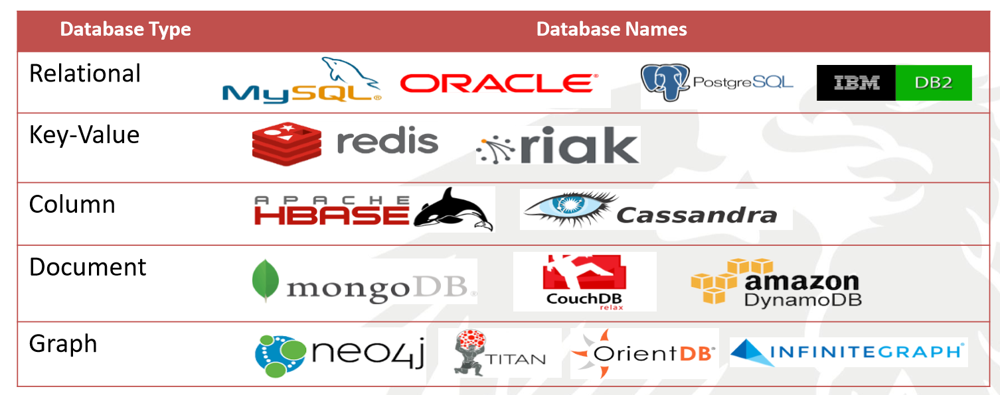 Database Type Database Names
Relational MySQL® ORACLE® PostgreSQL IBM DB2
Key-Value redis riak
Column APACHE HBASE Cassandra
Document mongoDB® CouchDB relax amazon DynamoDB
Graph neo4j TITAN OrientDB® INFINITEGRAPH®